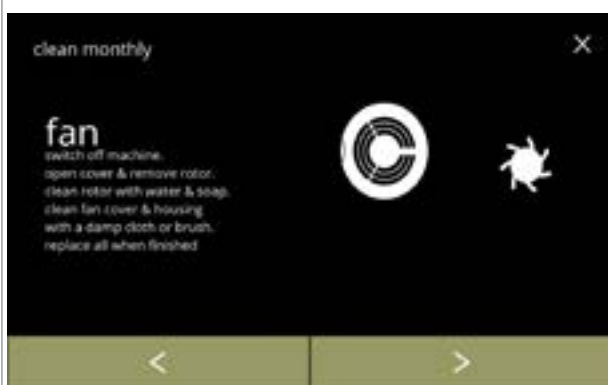 clean monthly
fan
switch off machine.
open cover & remove rotor.
clean rotor with water & soap.
clean fan cover & housing
with a damp cloth or brush.
replace all when finished